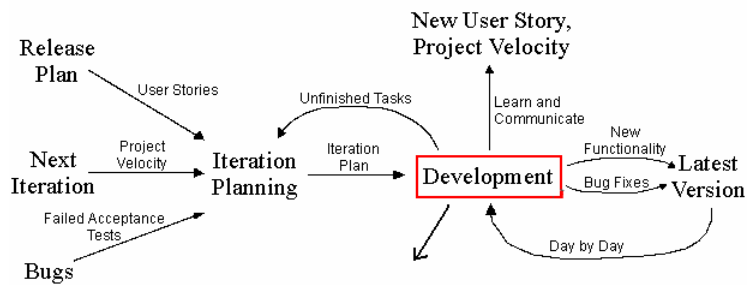 New User Story,
Project Velocity
Release
Plan
User Stories
Unfinished Tasks
Learn and
Communicate
Project
Velocity
Next
Iteration
Iteration
Planning
Iteration
Plan
Development
New
Functionality
Bug Fixes
Latest
Version
Failed Acceptance
Tests
Bugs
Day by Day